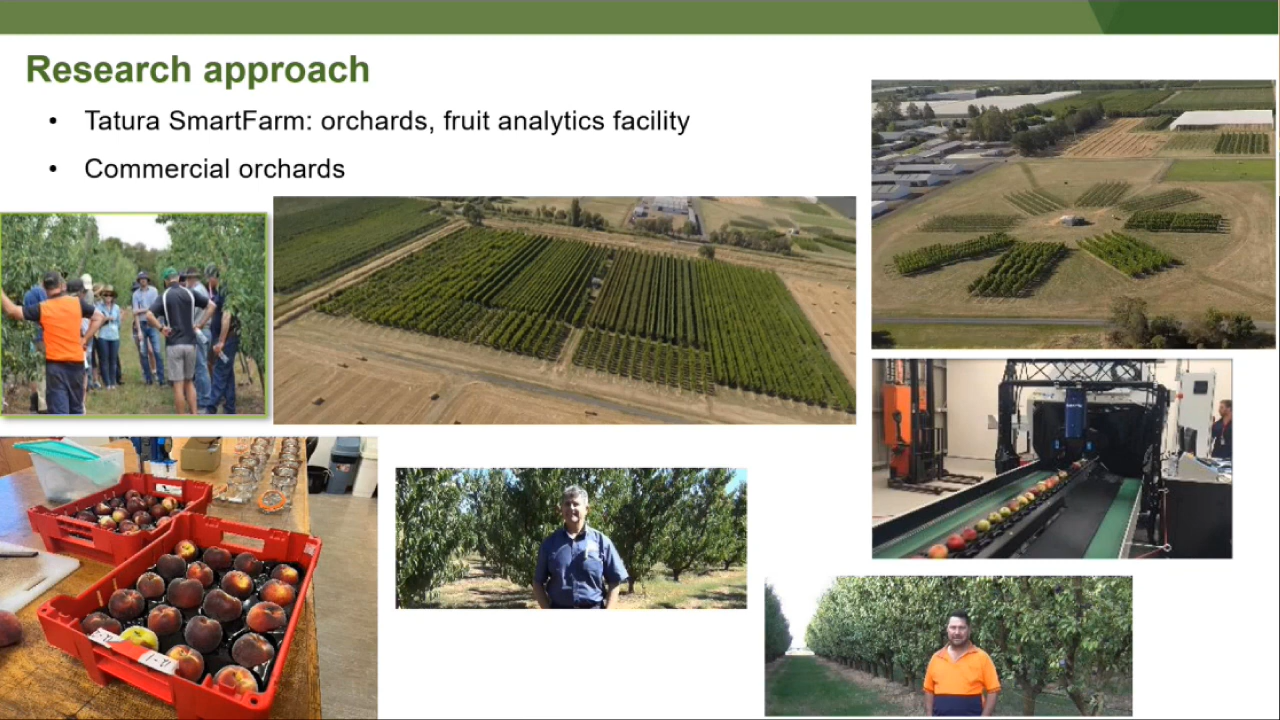 Research approach
• Tatura SmartFarm: orchards, fruit analytics facility
• Commercial orchards